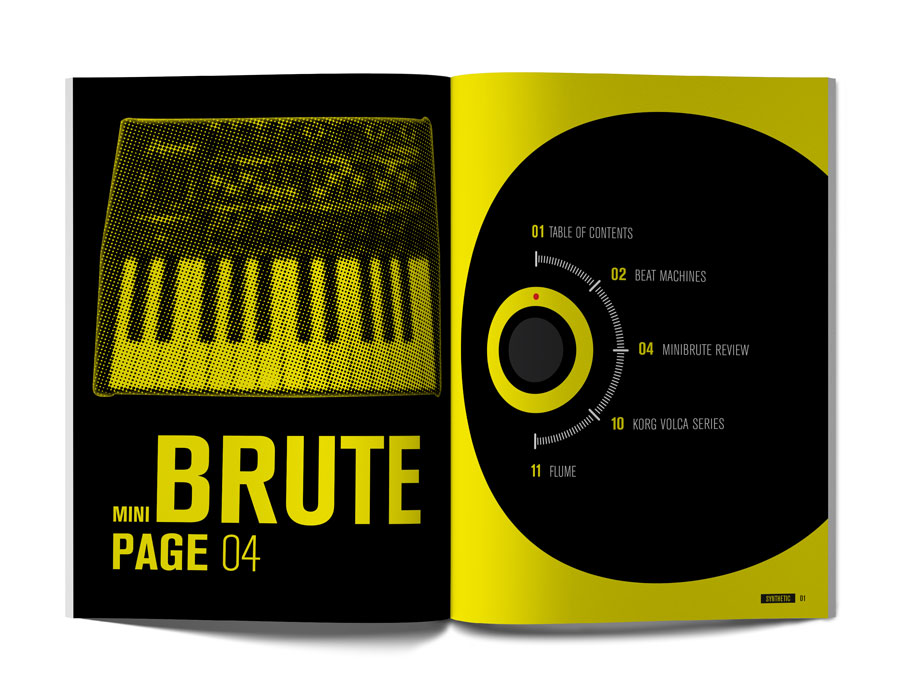 MINI BRUTE
PAGE 04
01 TABLE OF CONTENTS
02 BEAT MACHINES
04 MINIBRUTE REVIEW
10 KORG VOLCA SERIES
11 FLUME
SYNTHETIC 01